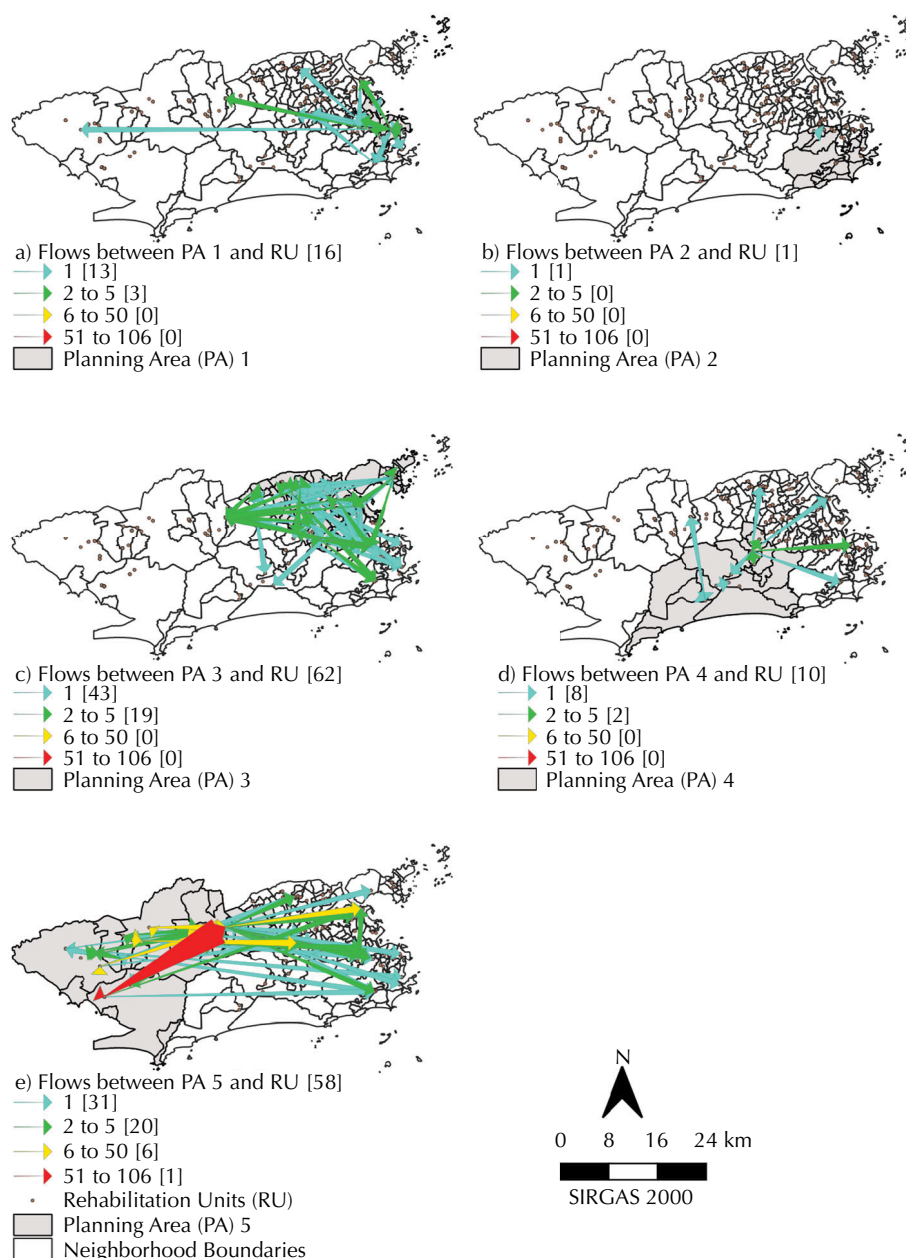 a) Flows between PA 1 and RU [16]
1 [13]
2 to 5 [3]
6 to 50 [0]
51 to 106 [0]
Planning Area (PA) 1
b) Flows between PA 2 and RU [1]
1 [1]
2 to 5 [0]
6 to 50 [0]
51 to 106 [0]
Planning Area (PA) 2
c) Flows between PA 3 and RU [62]
1 [43]
2 to 5 [19]
6 to 50 [0]
51 to 106 [0]
Planning Area (PA) 3
d) Flows between PA 4 and RU [10]
1 [8]
2 to 5 [2]
6 to 50 [0]
51 to 106 [0]
Planning Area (PA) 4
e) Flows between PA 5 and RU [58]
1 [31]
2 to 5 [20]
6 to 50 [6]
51 to 106 [1]
Rehabilitation Units (RU)
Planning Area (PA) 5
Neighborhood Boundaries
N
0 8 16 24 km
SIRGAS 2000